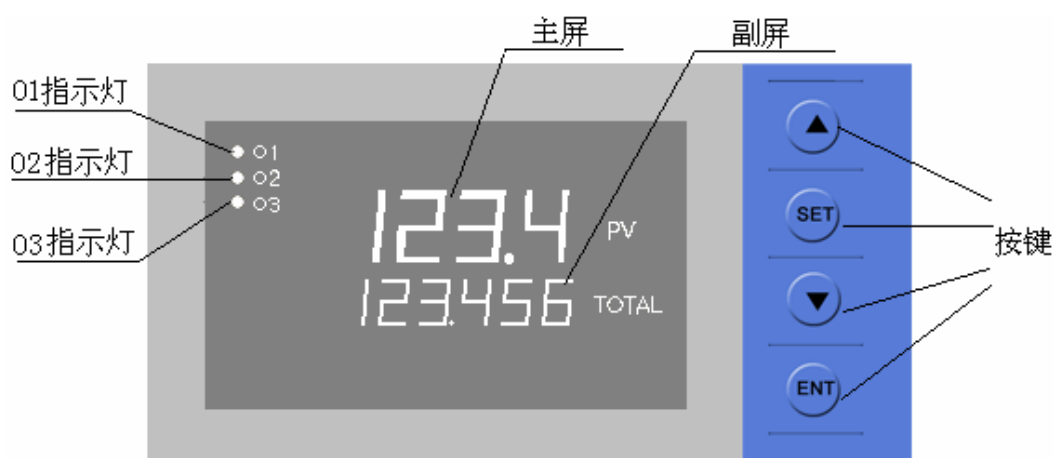 主屏
副屏
01指示灯
02指示灯
03指示灯
O1
O2
O3
123.4 PV
123.456 TOTAL
SET
ENT
按键